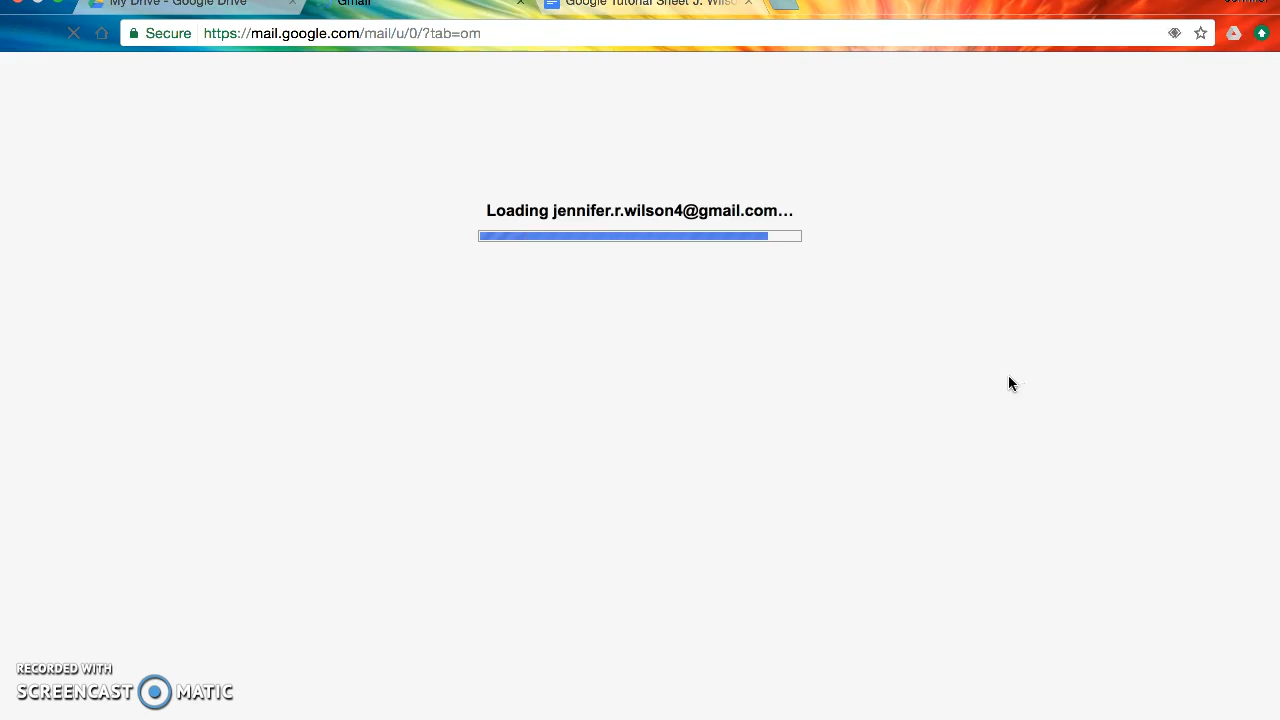 My Drive - Google Drive
Gmail
Google Tutorial Sheet J. Wilso
Secure
https://mail.google.com/mail/u/0/?tab=om
Loading jennifer.r.wilson4@gmail.com…
RECORDED WITH
SCREENCAST MATIC